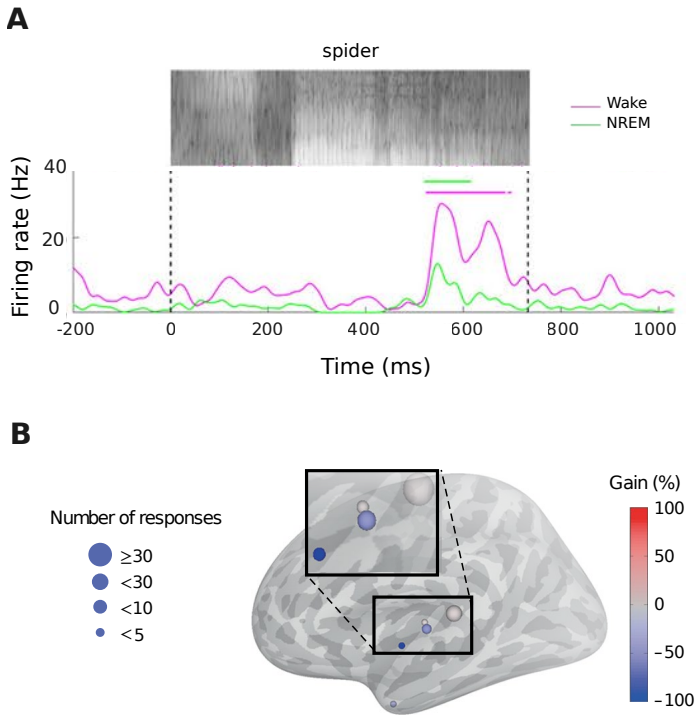 A
spider
Wake
NREM
Firing rate (Hz)
40
20
0
-200 0 200 400 600 800 1000
Time (ms)
B
Number of responses
≥30
<30
<10
<5
Gain (%)
100
50
0
−50
−100